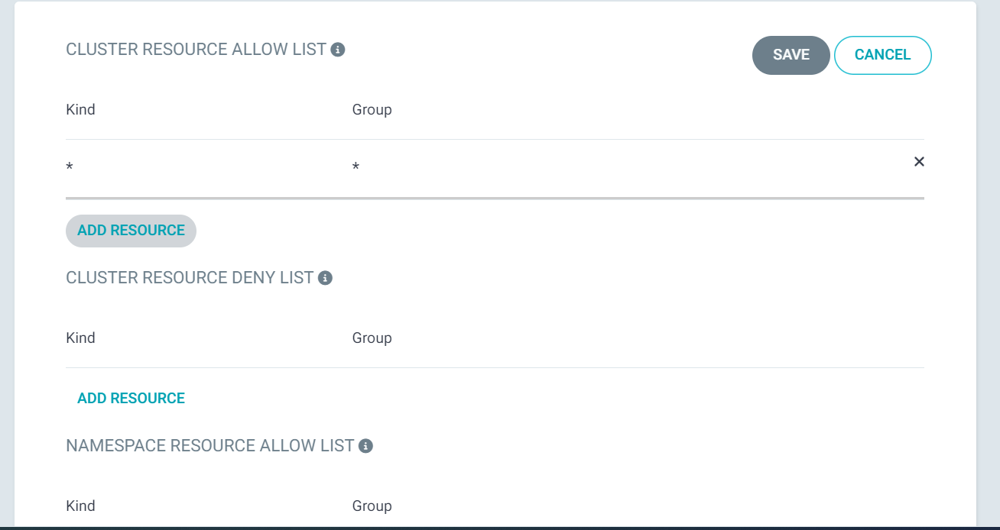 CLUSTER RESOURCE ALLOW LIST
SAVE CANCEL
Kind Group
* *
ADD RESOURCE
CLUSTER RESOURCE DENY LIST
Kind Group
ADD RESOURCE
NAMESPACE RESOURCE ALLOW LIST
Kind Group